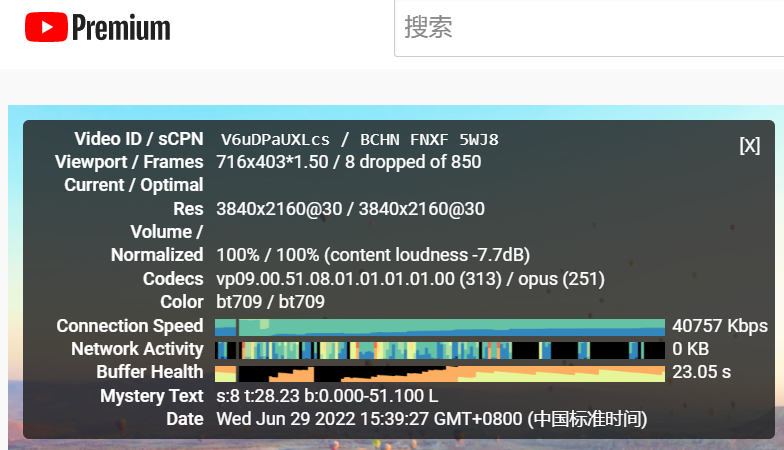 Premium
搜索
Video ID / sCPN V6uDPaUXLcs / BCHN FNXF 5WJ8
[X]
Viewport / Frames 716x403*1.50 / 8 dropped of 850
Current / Optimal
Res 3840x2160@30 / 3840x2160@30
Volume /
Normalized 100% / 100% (content loudness -7.7dB)
Codecs vp09.00.51.08.01.01.01.01.00 (313) / opus (251)
Color bt709 / bt709
Connection Speed 40757 Kbps
Network Activity 0 KB
Buffer Health 23.05 s
Mystery Text s:8 t:28.23 b:0.000-51.100 L
Date Wed Jun 29 2022 15:39:27 GMT+0800 (中国标准时间)